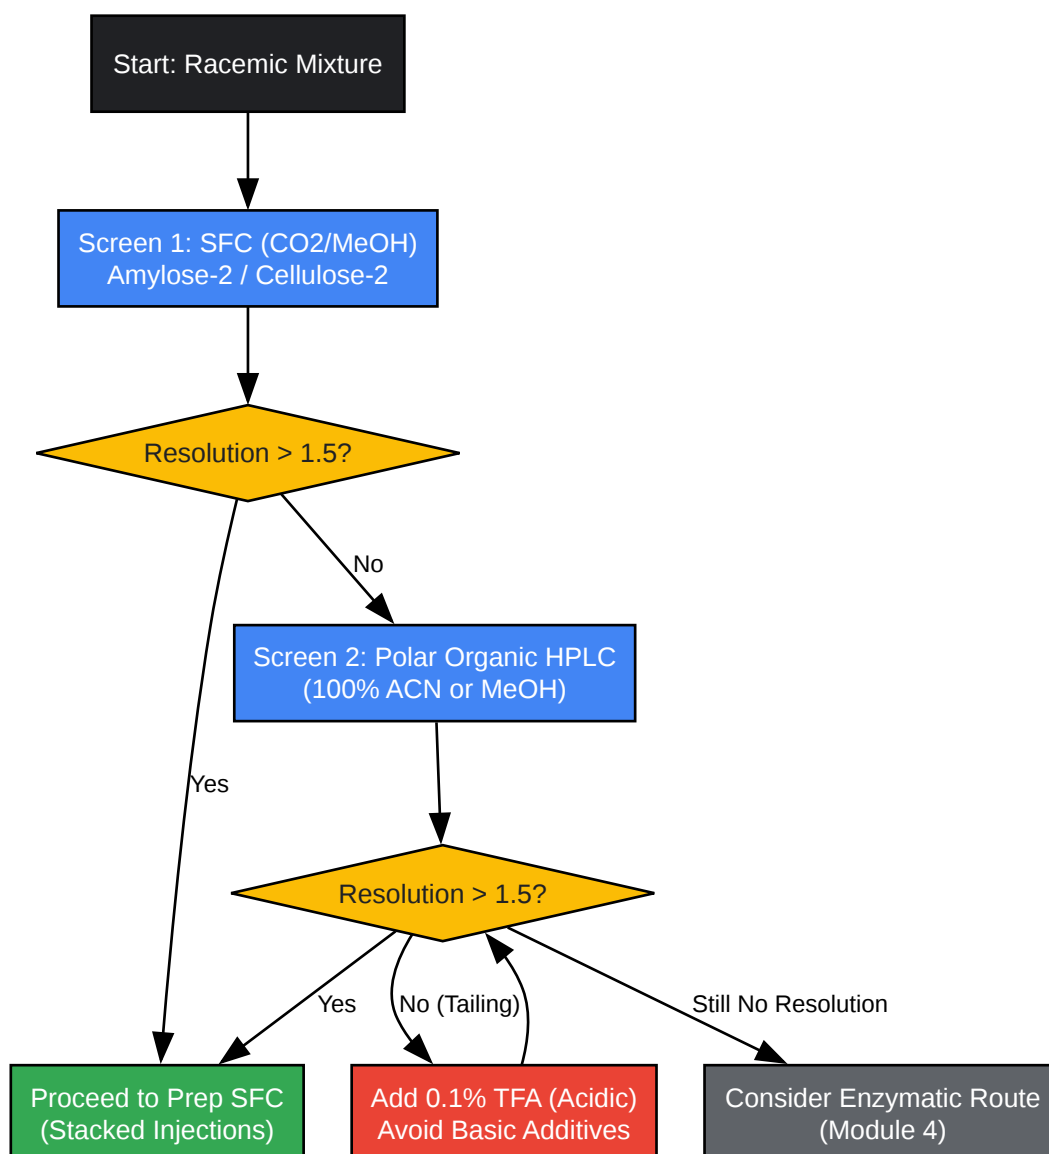 Start: Racemic Mixture
Screen 1: SFC (CO2/MeOH)
Amylose-2 / Cellulose-2
Resolution > 1.5?
No
Screen 2: Polar Organic HPLC
(100% ACN or MeOH)
Yes
Resolution > 1.5?
Yes
No (Tailing)
Still No Resolution
Proceed to Prep SFC
(Stacked Injections)
Add 0.1% TFA (Acidic)
Avoid Basic Additives
Consider Enzymatic Route
(Module 4)